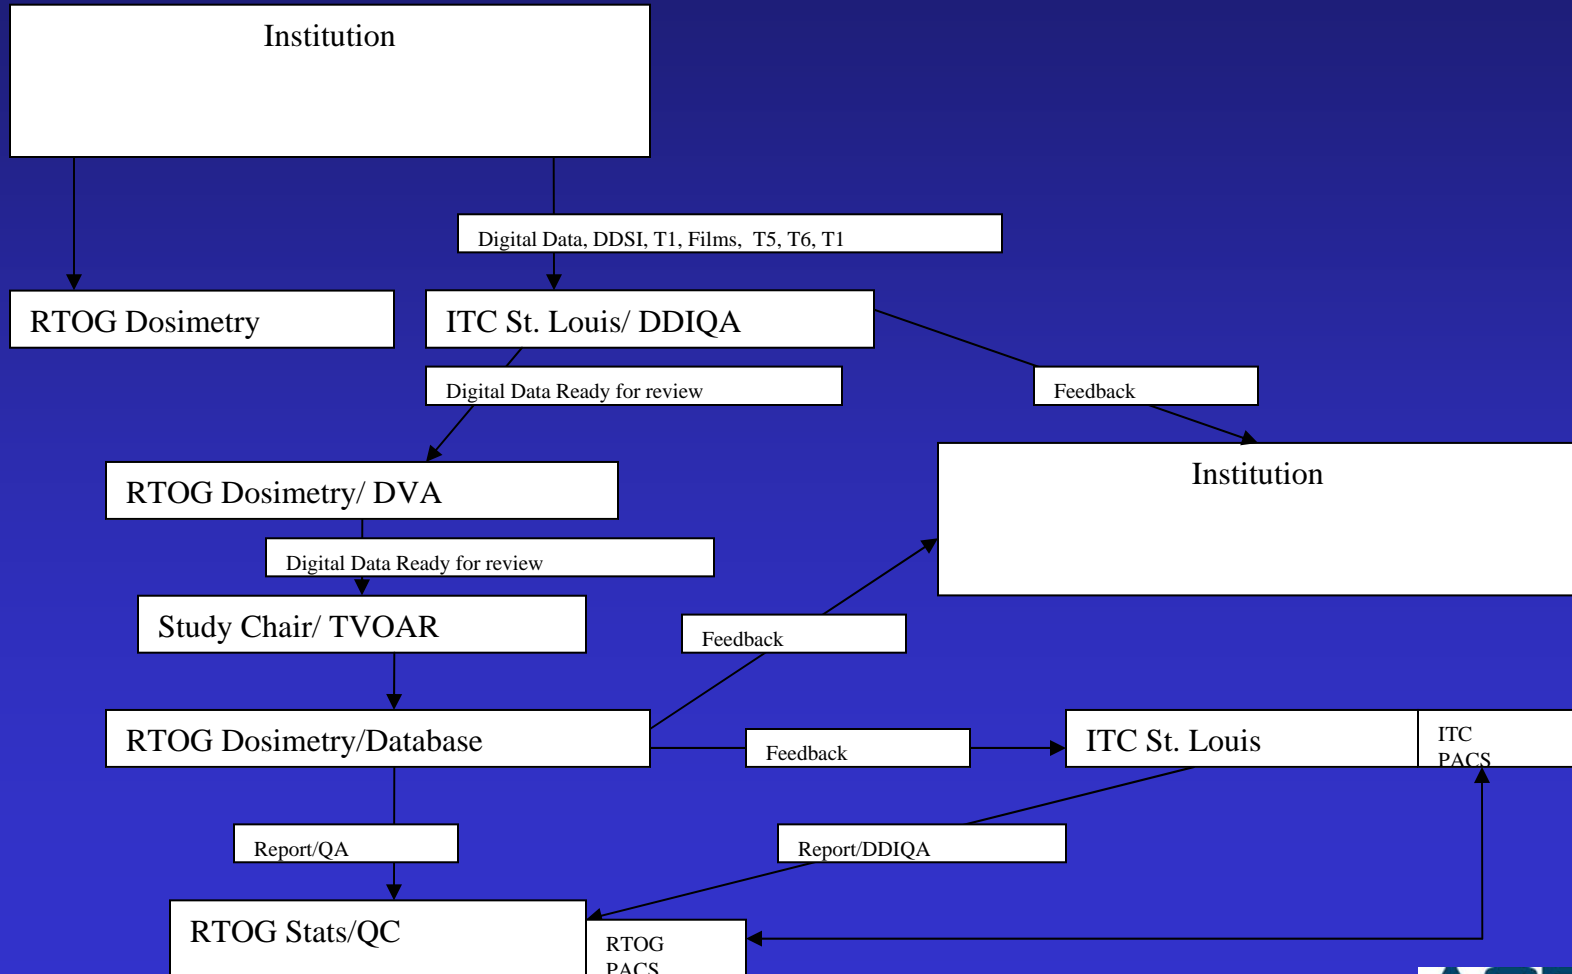 Institution
Digital Data, DDSI, T1, Films, T5, T6, T1
RTOG Dosimetry
ITC St. Louis/ DDIQA
Digital Data Ready for review
Feedback
Institution
RTOG Dosimetry/ DVA
Digital Data Ready for review
Study Chair/ TVOAR
Feedback
RTOG Dosimetry/Database
Feedback
ITC St. Louis
ITC
PACS
Report/QA
Report/DDIQA
RTOG Stats/QC
RTOG
PACS